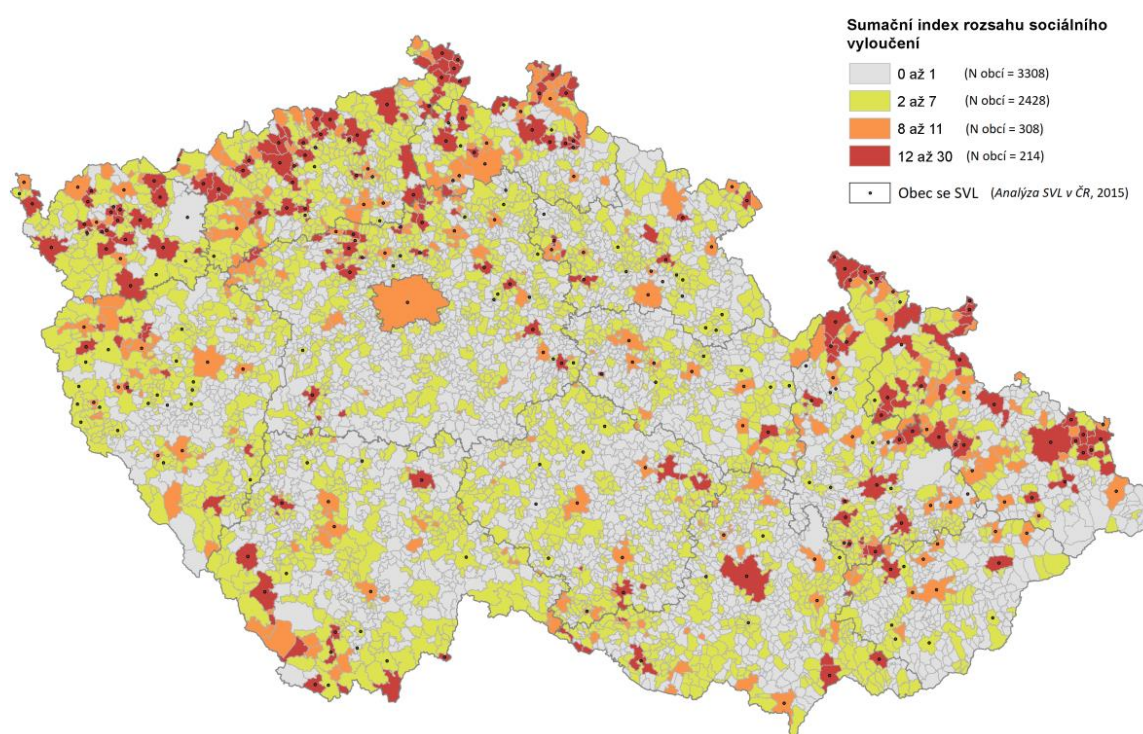 Sumační index rozsahu sociálního
vyloučení
0 až 1 (N obcí = 3308)
2 až 7 (N obcí = 2428)
8 až 11 (N obcí = 308)
12 až 30 (N obcí = 214)
Obec se SVL (Analýza SVL v ČR, 2015)